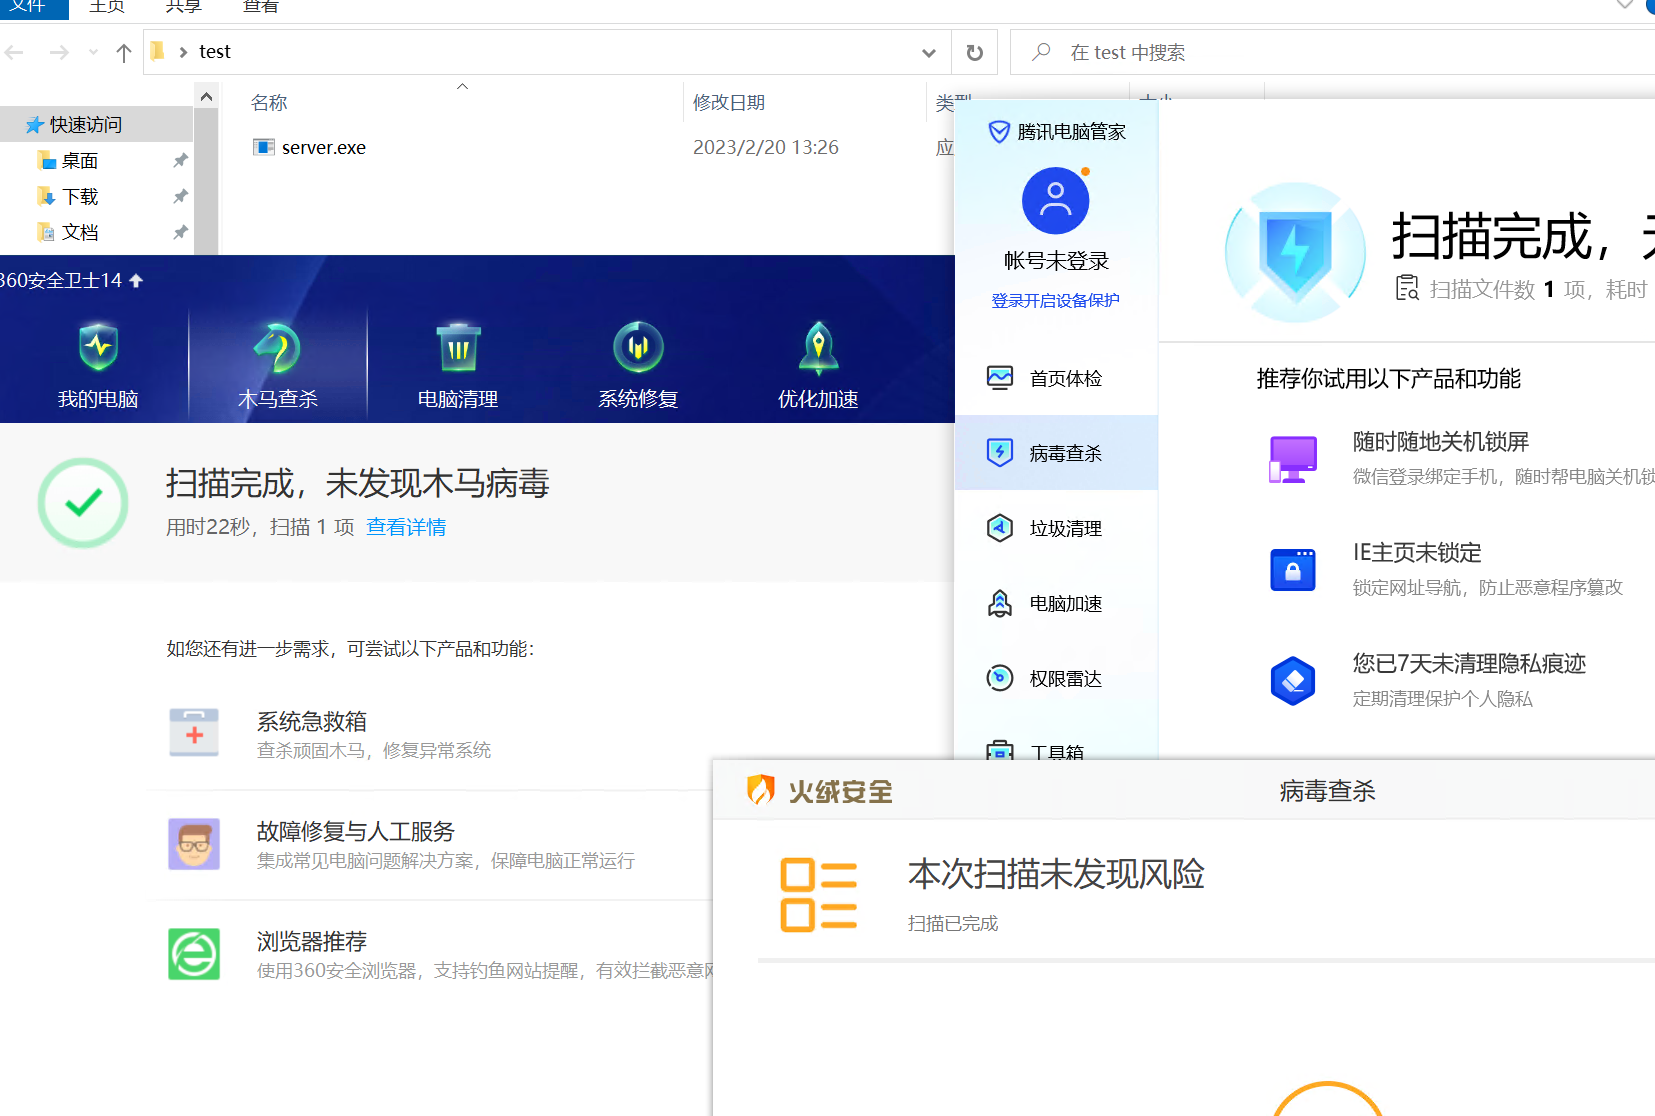 文件 主页 共享 查看
test
在 test 中搜索
名称 修改日期
server.exe 2023/2/20 13:26
快速访问
桌面
下载
文档
360安全卫士14
我的电脑 木马查杀 电脑清理 系统修复 优化加速
扫描完成，未发现木马病毒
用时22秒，扫描 1 项 查看详情
如您还有进一步需求，可尝试以下产品和功能：
系统急救箱
查杀顽固木马，修复异常系统
故障修复与人工服务
集成常见电脑问题解决方案，保障电脑正常运行
浏览器推荐
使用360安全浏览器，支持钓鱼网站提醒，有效拦截恶意
腾讯电脑管家
帐号未登录
登录开启设备保护
首页体检
病毒查杀
垃圾清理
电脑加速
权限雷达
工具箱
扫描完成，
扫描文件数 1 项，耗时
推荐你试用以下产品和功能
随时随地关机锁屏
微信登录绑定手机，随时帮电脑关机锁
IE主页未锁定
锁定网址导航，防止恶意程序篡改
您已7天未清理隐私痕迹
定期清理保护个人隐私
火绒安全
病毒查杀
本次扫描未发现风险
扫描已完成